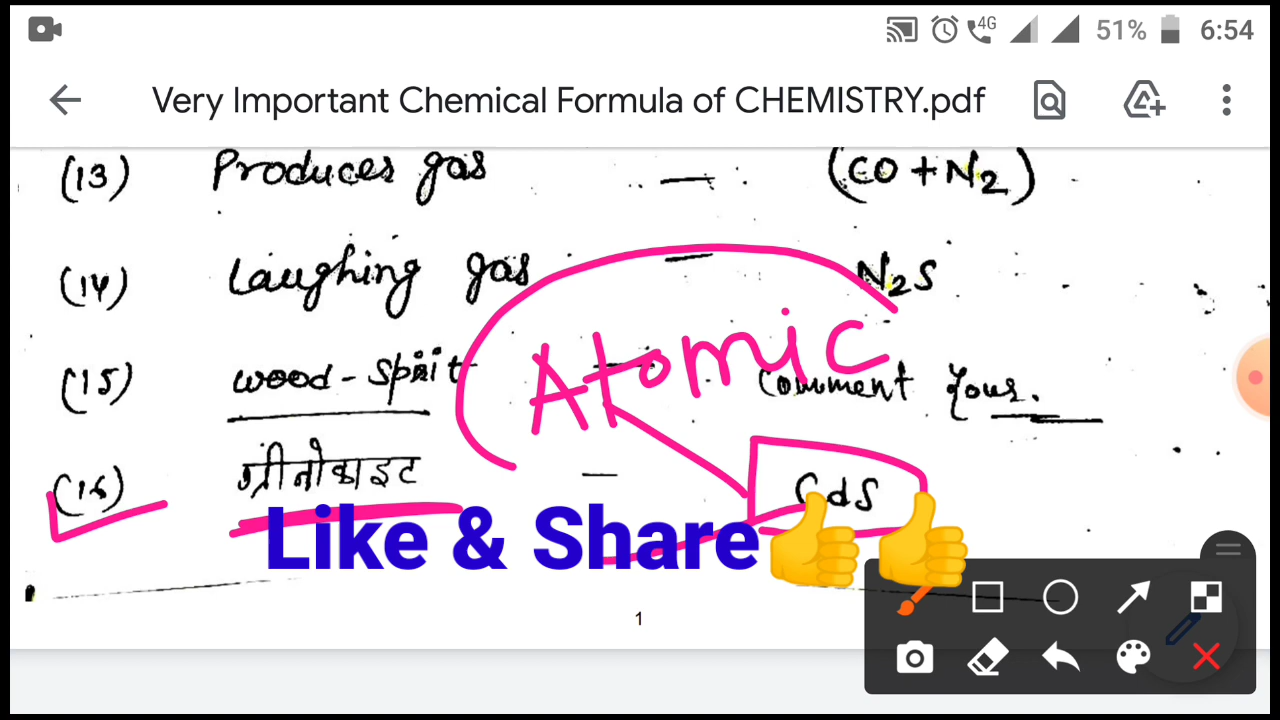 4G 51% 6:54
Very Important Chemical Formula of CHEMISTRY.pdf
(13) Produces gas — (CO + N2)
(14) Laughing gas — N2S
Atomic
(15) wood - Spirit — Comment your.
(16) ग्रीनोकाइट — CdS
Like & Share👍👍
1